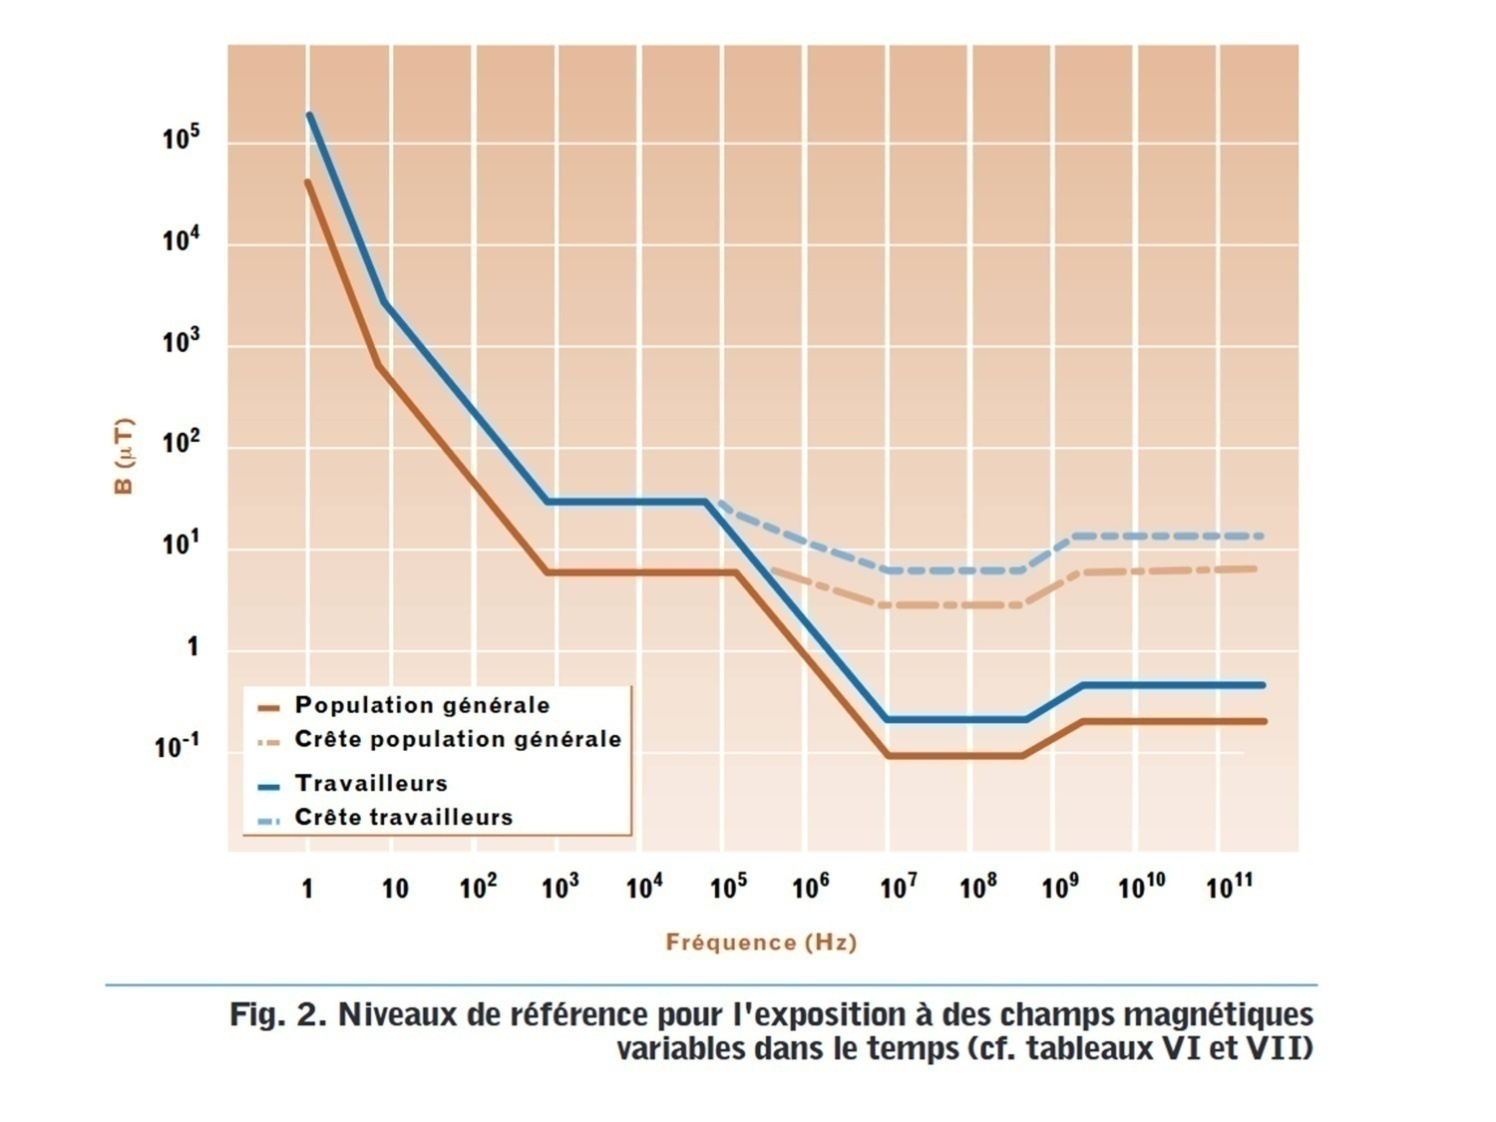 10⁵
10⁴
10³
10²
10¹
1
10⁻¹
B (μT)
Population générale
Crête population générale
Travailleurs
Crête travailleurs
1 10 10² 10³ 10⁴ 10⁵ 10⁶ 10⁷ 10⁸ 10⁹ 10¹⁰ 10¹¹
Fréquence (Hz)
Fig. 2. Niveaux de référence pour l'exposition à des champs magnétiques
variables dans le temps (cf. tableaux VI et VII)